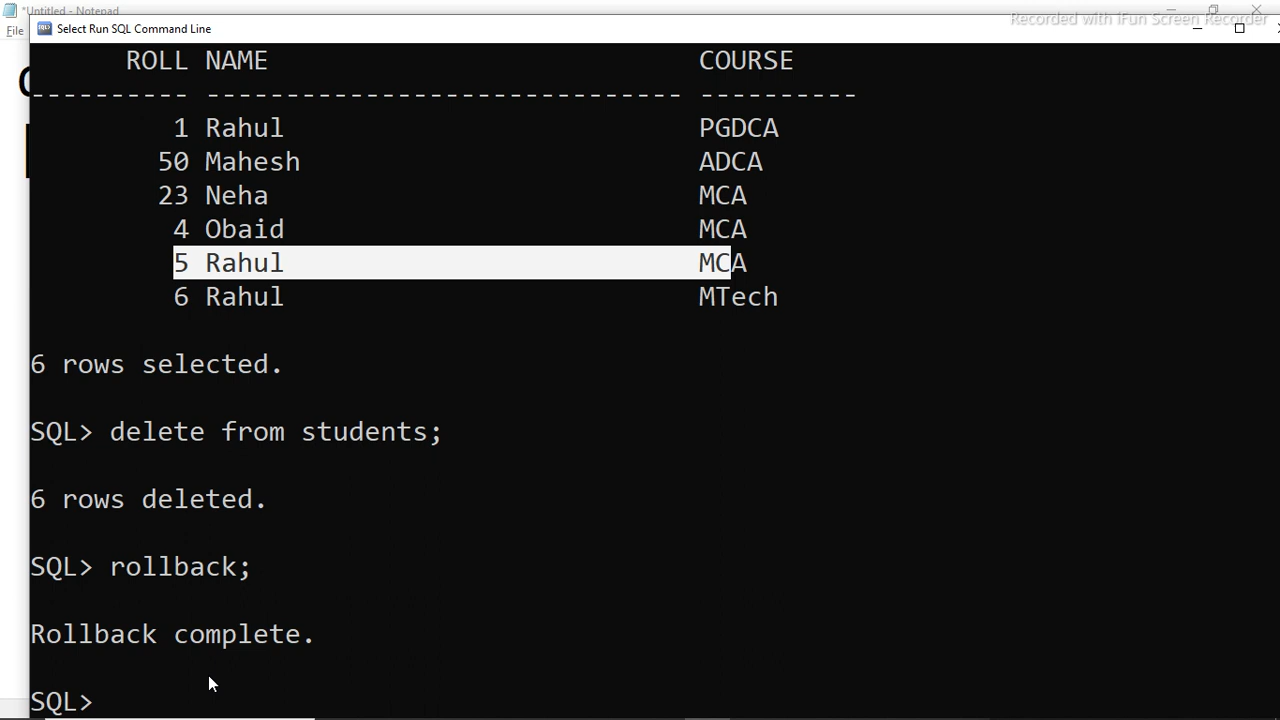 *Untitled - Notepad
Recorded with iFun Screen Recorder
File
Select Run SQL Command Line
ROLL NAME COURSE
---------- ------------------------------ ----------
1 Rahul PGDCA
50 Mahesh ADCA
23 Neha MCA
4 Obaid MCA
5 Rahul MCA
6 Rahul MTech
6 rows selected.
SQL> delete from students;
6 rows deleted.
SQL> rollback;
Rollback complete.
SQL>